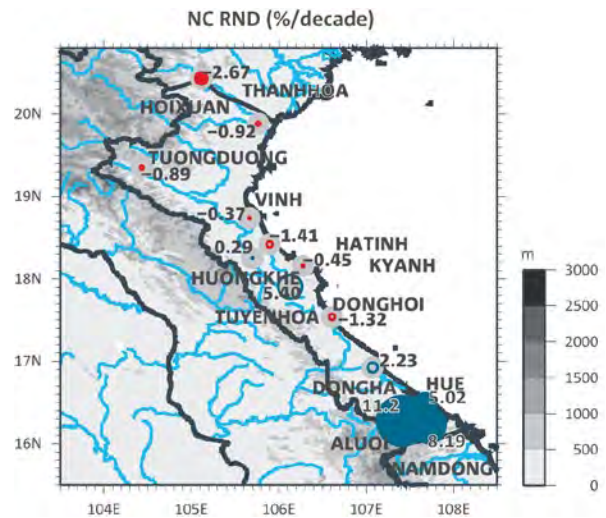 NC RND (%/decade)
−2.67
THANHHOA
20N
HOIXUAN
−0.92
TUONGDUONG
−0.89
19N
VINH
−0.37
−1.41
HATINH
0.29
−0.45
KYANH
18N
HUONGKHE
5.40
DONGHOI
TUYENHOA
−1.32
17N
2.23
DONGHA
HUE
11.2
5.02
16N
ALUOI
8.19
NAMDONG
104E 105E 106E 107E 108E
m
3000
2500
2000
1500
1000
500
0